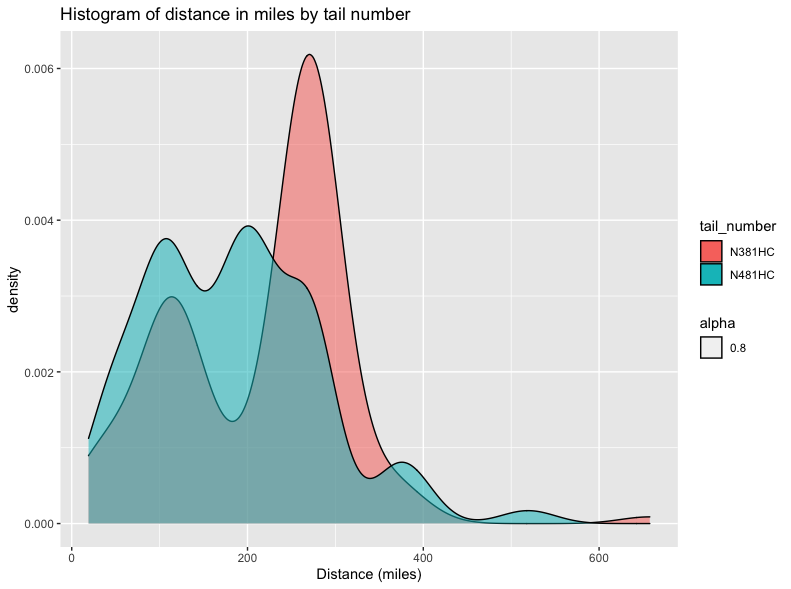 Histogram of distance in miles by tail number
0.006
0.004
0.002
0.000
density
0
200
400
600
Distance (miles)
tail_number
N381HC
N481HC
alpha
0.8